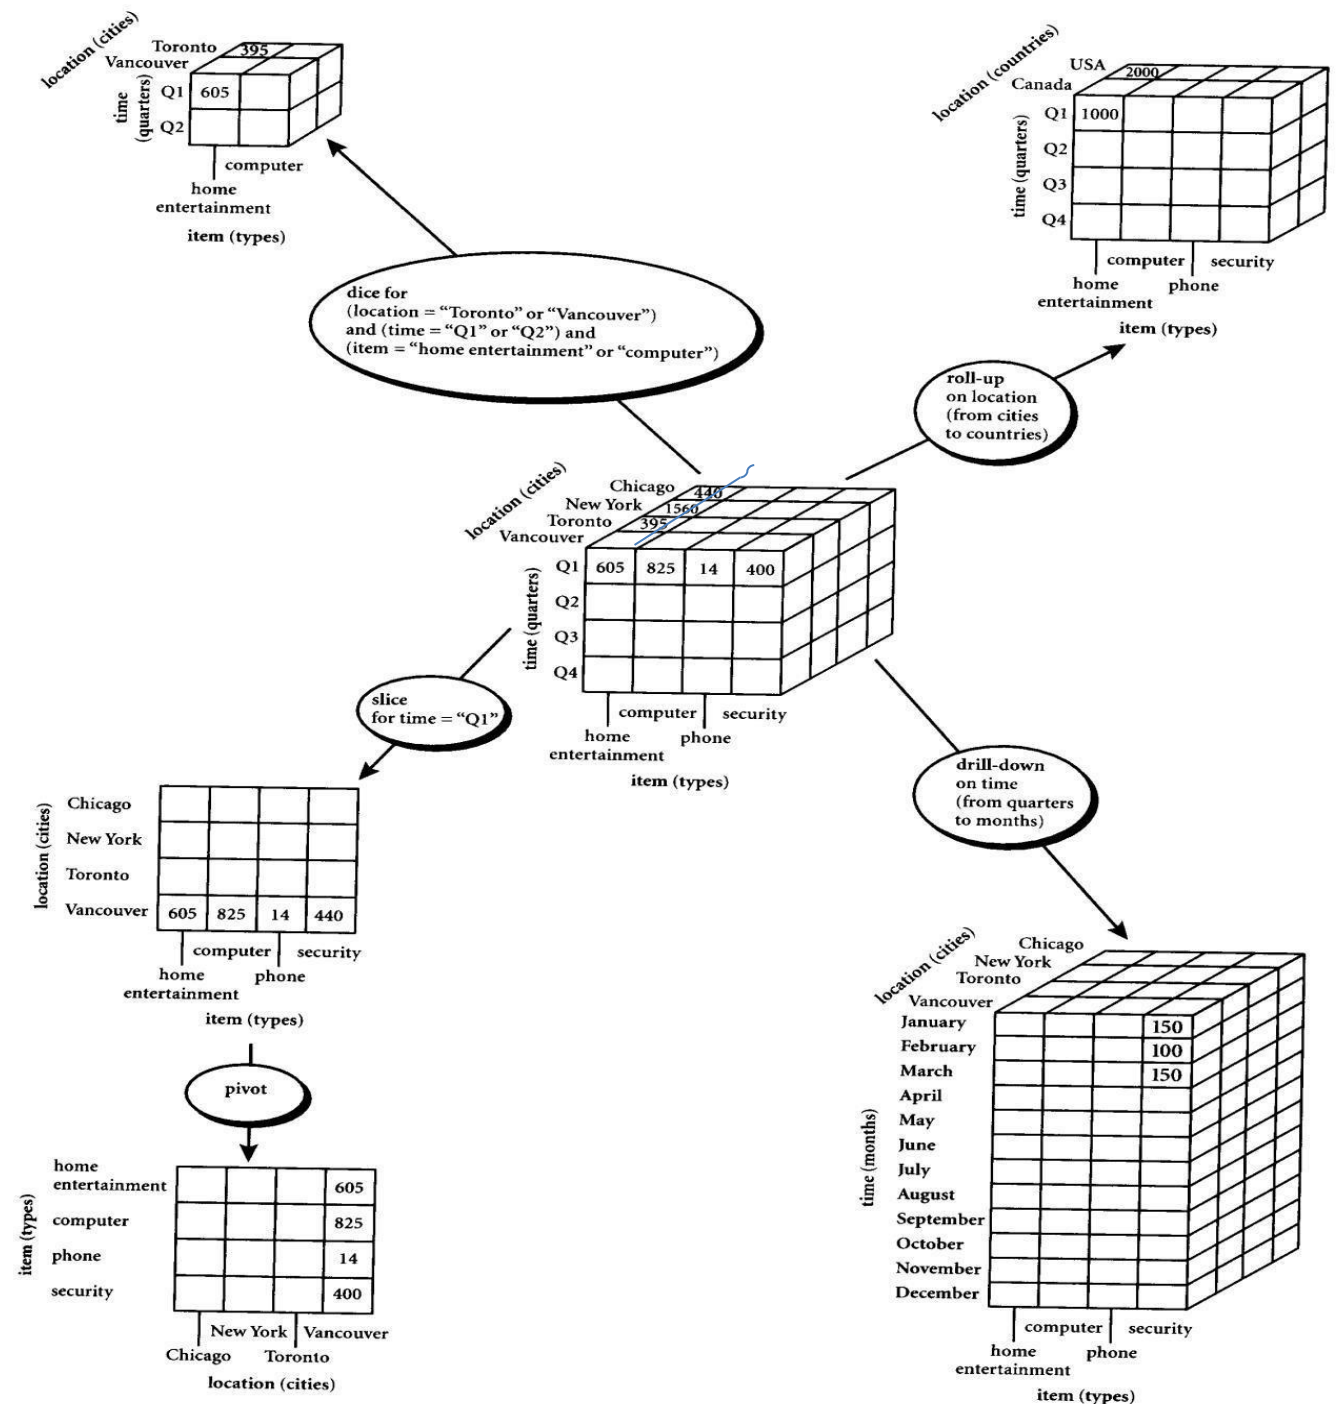 location (cities)
Toronto 395
Vancouver
time
(quarters)
Q1 605
Q2
computer
home
entertainment
item (types)
location (countries)
USA 2000
Canada
time (quarters)
Q1 1000
Q2
Q3
Q4
computer security
home phone
entertainment
item (types)
dice for
(location = “Toronto” or “Vancouver”)
and (time = “Q1” or “Q2”) and
(item = “home entertainment” or “computer”)
roll-up
on location
(from cities
to countries)
location (cities)
Chicago 440
New York 1560
Toronto 395
Vancouver
time (quarters)
Q1 605 825 14 400
Q2
Q3
Q4
computer security
home phone
entertainment
item (types)
slice
for time = “Q1”
drill-down
on time
(from quarters
to months)
location (cities)
Chicago
New York
Toronto
Vancouver 605 825 14 440
computer security
home phone
entertainment
item (types)
pivot
item (types)
home
entertainment 605
computer 825
phone 14
security 400
New York Vancouver
Chicago Toronto
location (cities)
location (cities)
Chicago
New York
Toronto
Vancouver
time (months)
January 150
February 100
March 150
April
May
June
July
August
September
October
November
December
computer security
home phone
entertainment
item (types)